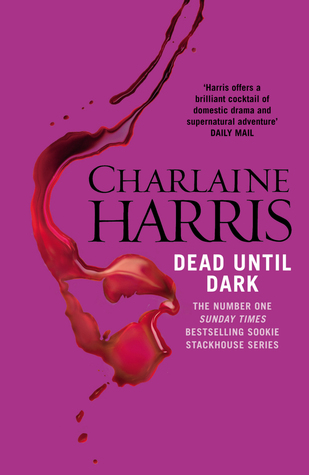 ‘Harris offers a
brilliant cocktail of
domestic drama and
supernatural adventure’
DAILY MAIL
CHARLAINE
HARRIS
DEAD UNTIL
DARK
THE NUMBER ONE
SUNDAY TIMES
BESTSELLING SOOKIE
STACKHOUSE SERIES